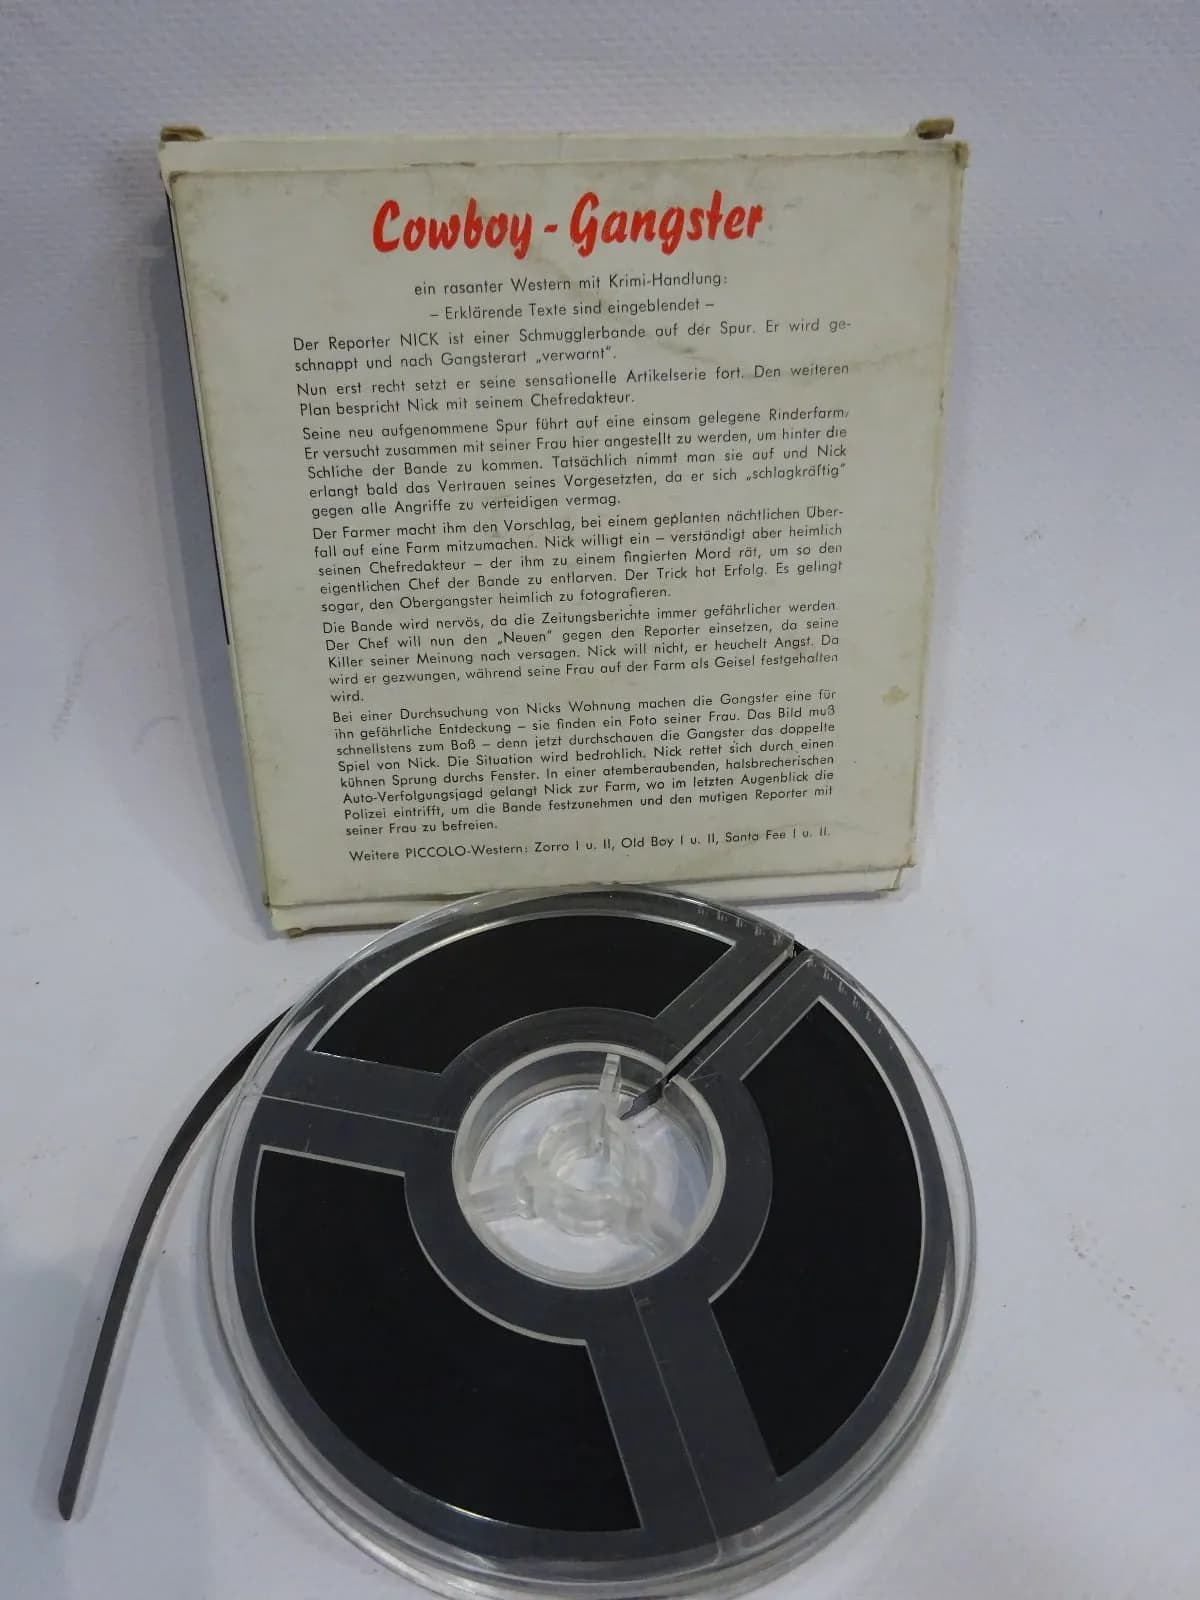 Cowboy - Gangster
ein rasanter Western mit Krimi-Handlung:
– Erklärende Texte sind eingeblendet –
Der Reporter NICK ist einer Schmugglerbande auf der Spur. Er wird ge-
schnappt und nach Gangsterart „verwarnt“.
Nun erst recht setzt er seine sensationelle Artikelserie fort. Den weiteren
Plan bespricht Nick mit seinem Chefredakteur.
Seine neu aufgenommene Spur führt auf eine einsam gelegene Rinderfarm,
Er versucht zusammen mit seiner Frau hier angestellt zu werden, um hinter die
Schliche der Bande zu kommen. Tatsächlich nimmt man sie auf und Nick
erlangt bald das Vertrauen seines Vorgesetzten, da er sich „schlagkräftig“
gegen alle Angriffe zu verteidigen vermag.
Der Farmer macht ihm den Vorschlag, bei einem geplanten nächtlichen Über-
fall auf eine Farm mitzumachen. Nick willigt ein – verständigt aber heimlich
seinen Chefredakteur – der ihm zu einem fingierten Mord rät, um so den
eigentlichen Chef der Bande zu entlarven. Der Trick hat Erfolg. Es gelingt
sogar, den Obergangster heimlich zu fotografieren.
Die Bande wird nervös, da die Zeitungsberichte immer gefährlicher werden.
Der Chef will nun den „Neuen“ gegen den Reporter einsetzen, da seine
Killer seiner Meinung nach versagen. Nick will nicht, er heuchelt Angst. Da
wird er gezwungen, während seine Frau auf der Farm als Geisel festgehalten
wird.
Bei einer Durchsuchung von Nicks Wohnung machen die Gangster eine für
ihn gefährliche Entdeckung – sie finden ein Foto seiner Frau. Das Bild muß
schnellstens zum Boß – denn jetzt durchschauen die Gangster das doppelte
Spiel von Nick. Die Situation wird bedrohlich. Nick rettet sich durch einen
kühnen Sprung durchs Fenster. In einer atemberaubenden, halsbrecherischen
Auto-Verfolgungsjagd gelangt Nick zur Farm, wo im letzten Augenblick die
Polizei eintrifft, um die Bande festzunehmen und den mutigen Reporter mit
seiner Frau zu befreien.
Weitere PICCOLO-Western: Zorro I u. II, Old Boy I u. II, Santa Fee I u. II.